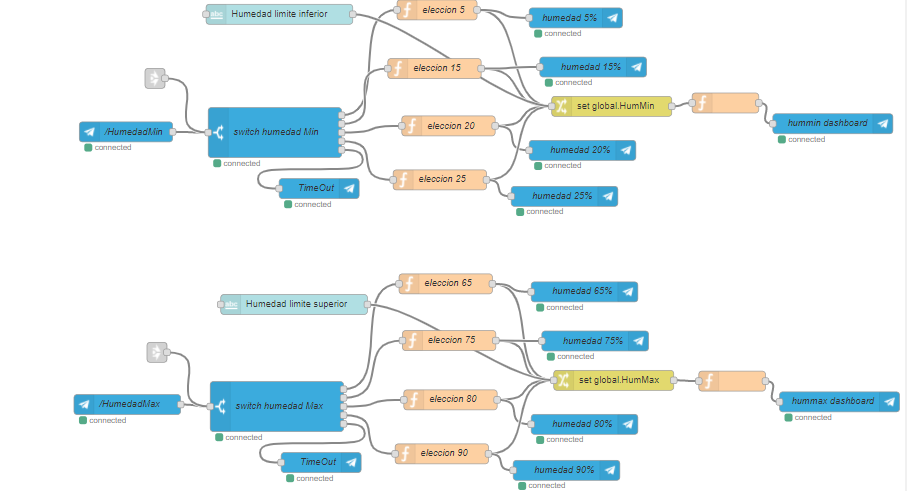 abc Humedad limite inferior
eleccion 5
humedad 5%
connected
eleccion 15
humedad 15%
connected
set global.HumMin
/HumedadMin
connected
switch humedad Min
connected
eleccion 20
hummin dashboard
connected
humedad 20%
connected
TimeOut
connected
eleccion 25
humedad 25%
connected
eleccion 65
humedad 65%
connected
abc Humedad limite superior
eleccion 75
humedad 75%
connected
set global.HumMax
/HumedadMax
connected
switch humedad Max
connected
eleccion 80
hummax dashboard
connected
humedad 80%
connected
TimeOut
connected
eleccion 90
humedad 90%
connected